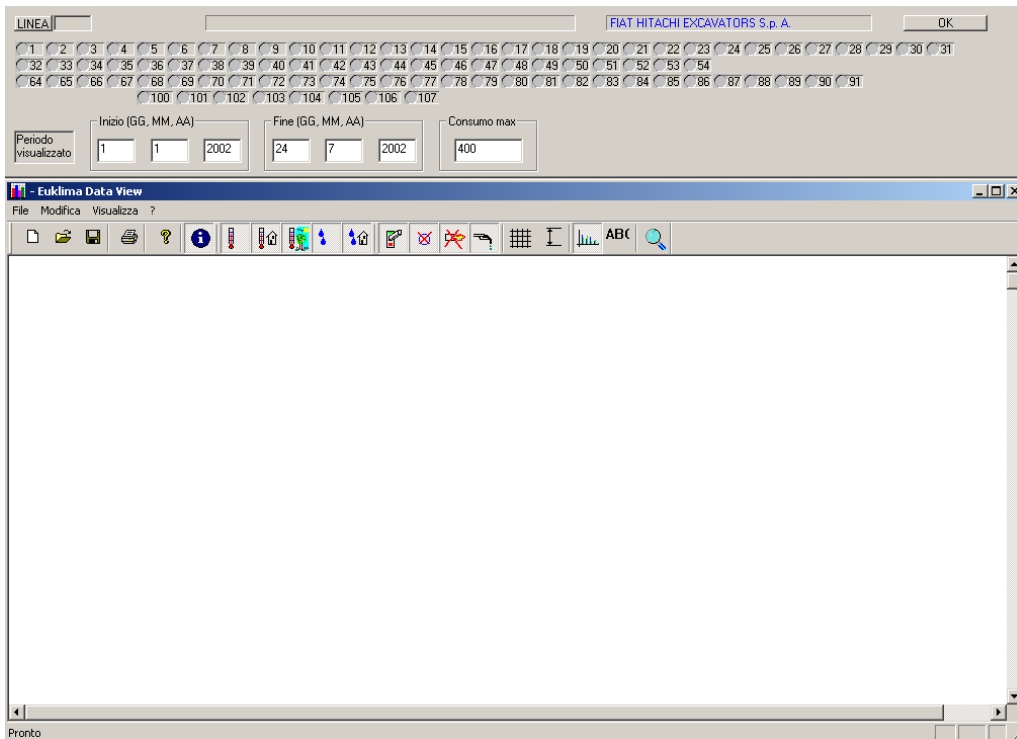 LINEA FIAT HITACHI EXCAVATORS S.p. A. OK
1 2 3 4 5 6 7 8 9 10 11 12 13 14 15 16 17 18 19 20 21 22 23 24 25 26 27 28 29 30 31
32 33 34 35 36 37 38 39 40 41 42 43 44 45 46 47 48 49 50 51 52 53 54
64 65 66 67 68 69 70 71 72 73 74 75 76 77 78 79 80 81 82 83 84 85 86 87 88 89 90 91
100 101 102 103 104 105 106 107
Inizio (GG, MM, AA) Fine (GG, MM, AA) Consumo max
Periodo
visualizzato
1 1 2002 24 7 2002 400
- Euklima Data View
File Modifica Visualizza ?
ABC
Pronto